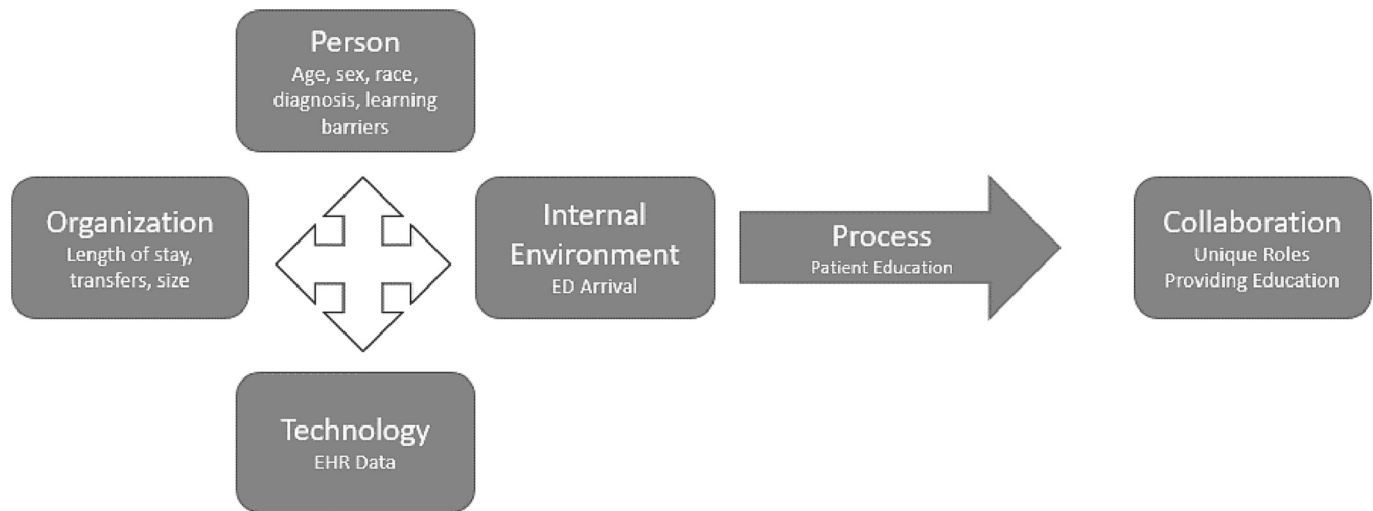 Person
Age, sex, race,
diagnosis, learning
barriers
Organization
Length of stay,
transfers, size
Internal
Environment
ED Arrival
Process
Patient Education
Collaboration
Unique Roles
Providing Education
Technology
EHR Data